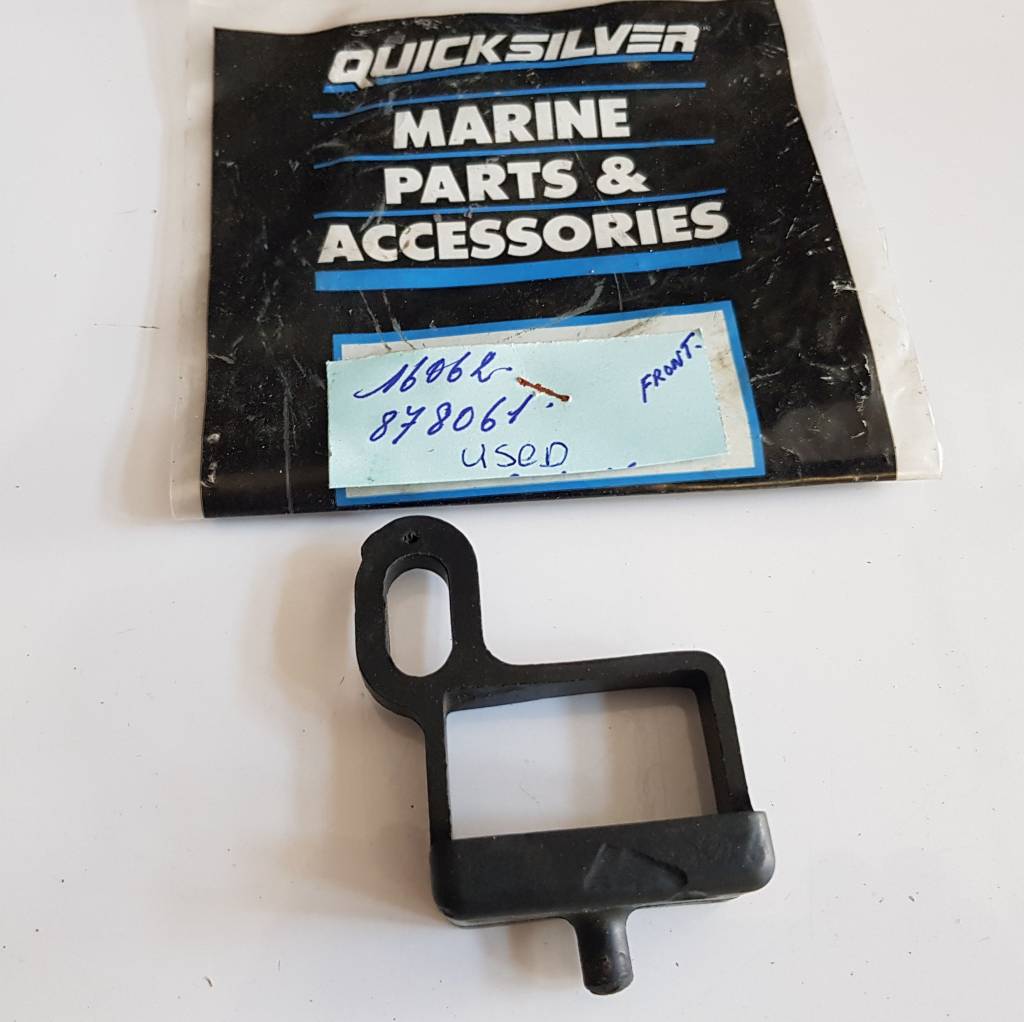 QUICKSILVER
MARINE
PARTS &
ACCESSORIES
16062
FRONT.
878061.
USED